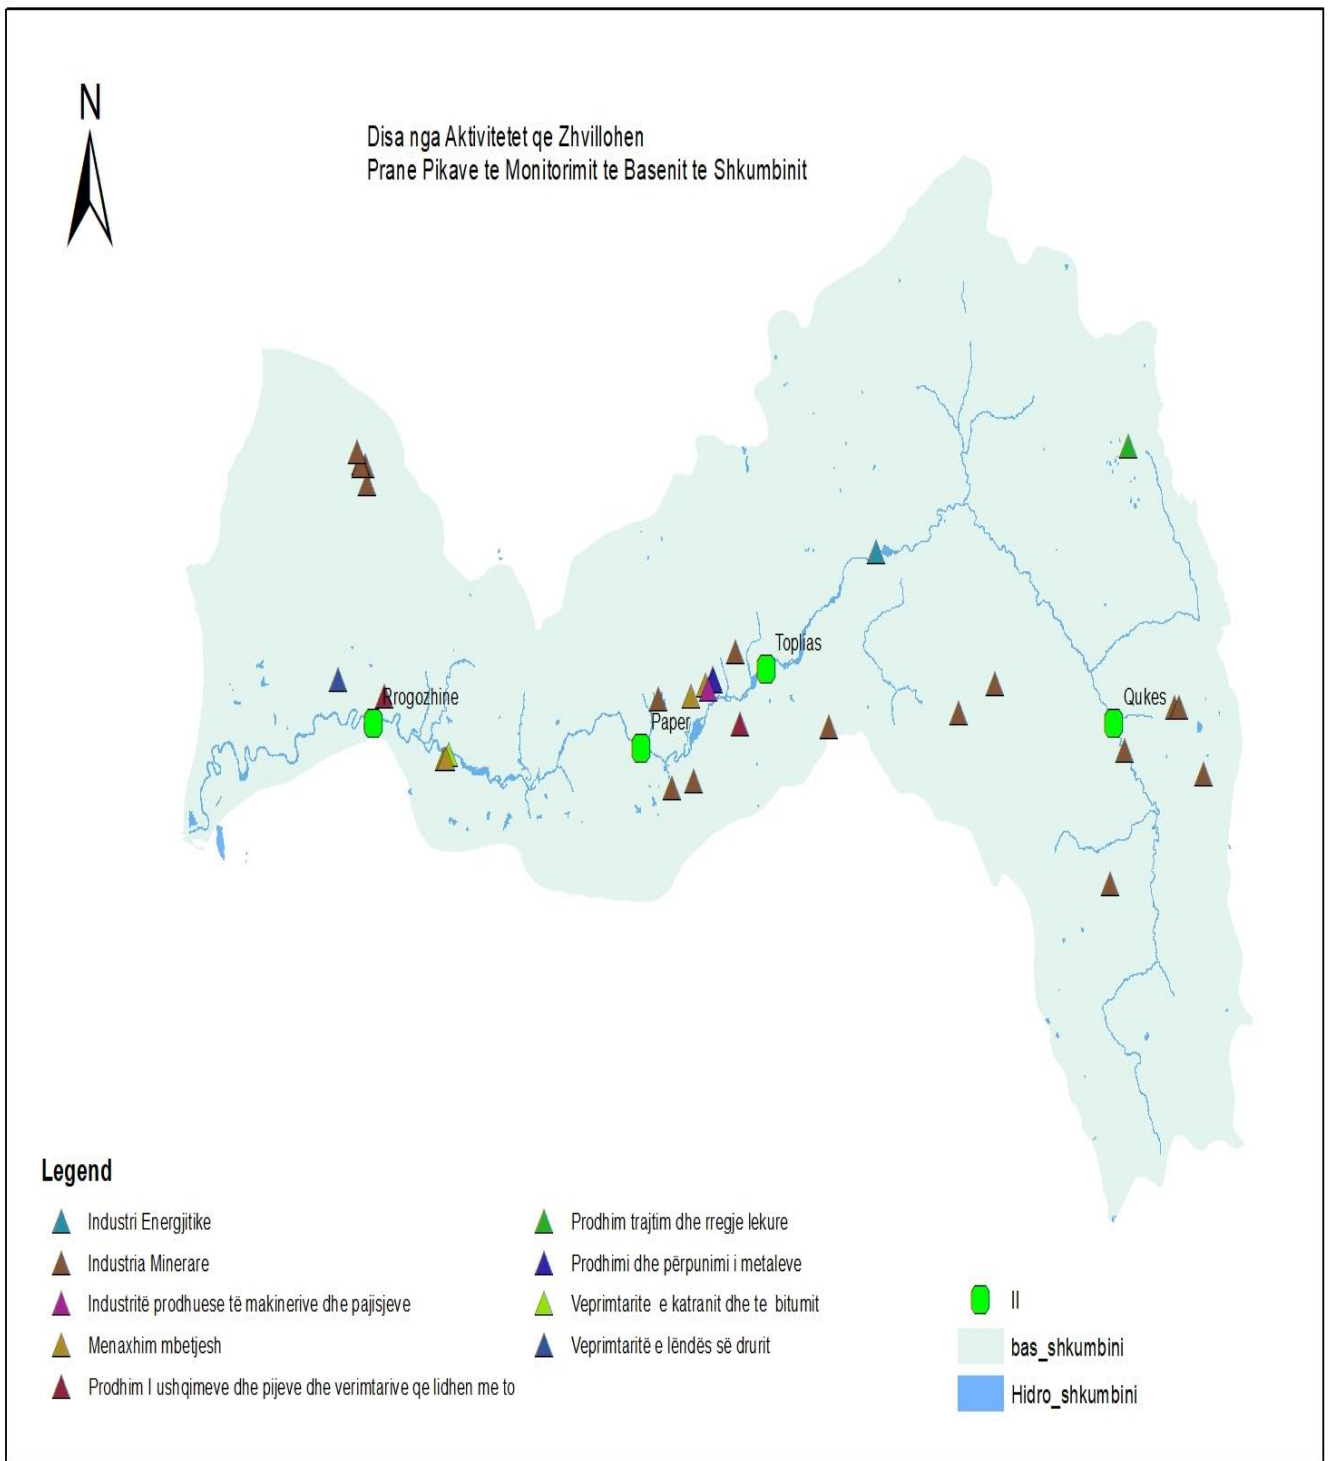 N
Disa nga Aktivitetet qe Zhvillohen
Prane Pikave te Monitorimit te Basenit te Shkumbinit
Toplias
Rrogozhine
Paper
Qukes
Legend
Industri Energjitike
Industria Minerare
Industritë prodhuese të makinerive dhe pajisjeve
Menaxhim mbetjesh
Prodhim I ushqimeve dhe pijeve dhe verimtarive qe lidhen me to
Prodhim trajtim dhe rregje lekure
Prodhimi dhe përpunimi i metaleve
Veprimtarite e katranit dhe te bitumit
Veprimtaritë e lëndës së drurit
II
bas_shkumbini
Hidro_shkumbini